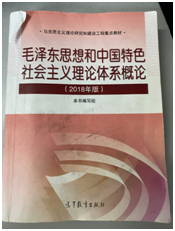 马克思主义理论研究和建设工程重点教材
毛泽东思想和中国特色
社会主义理论体系概论
（2018年版）
本书编写组
高等教育出版社